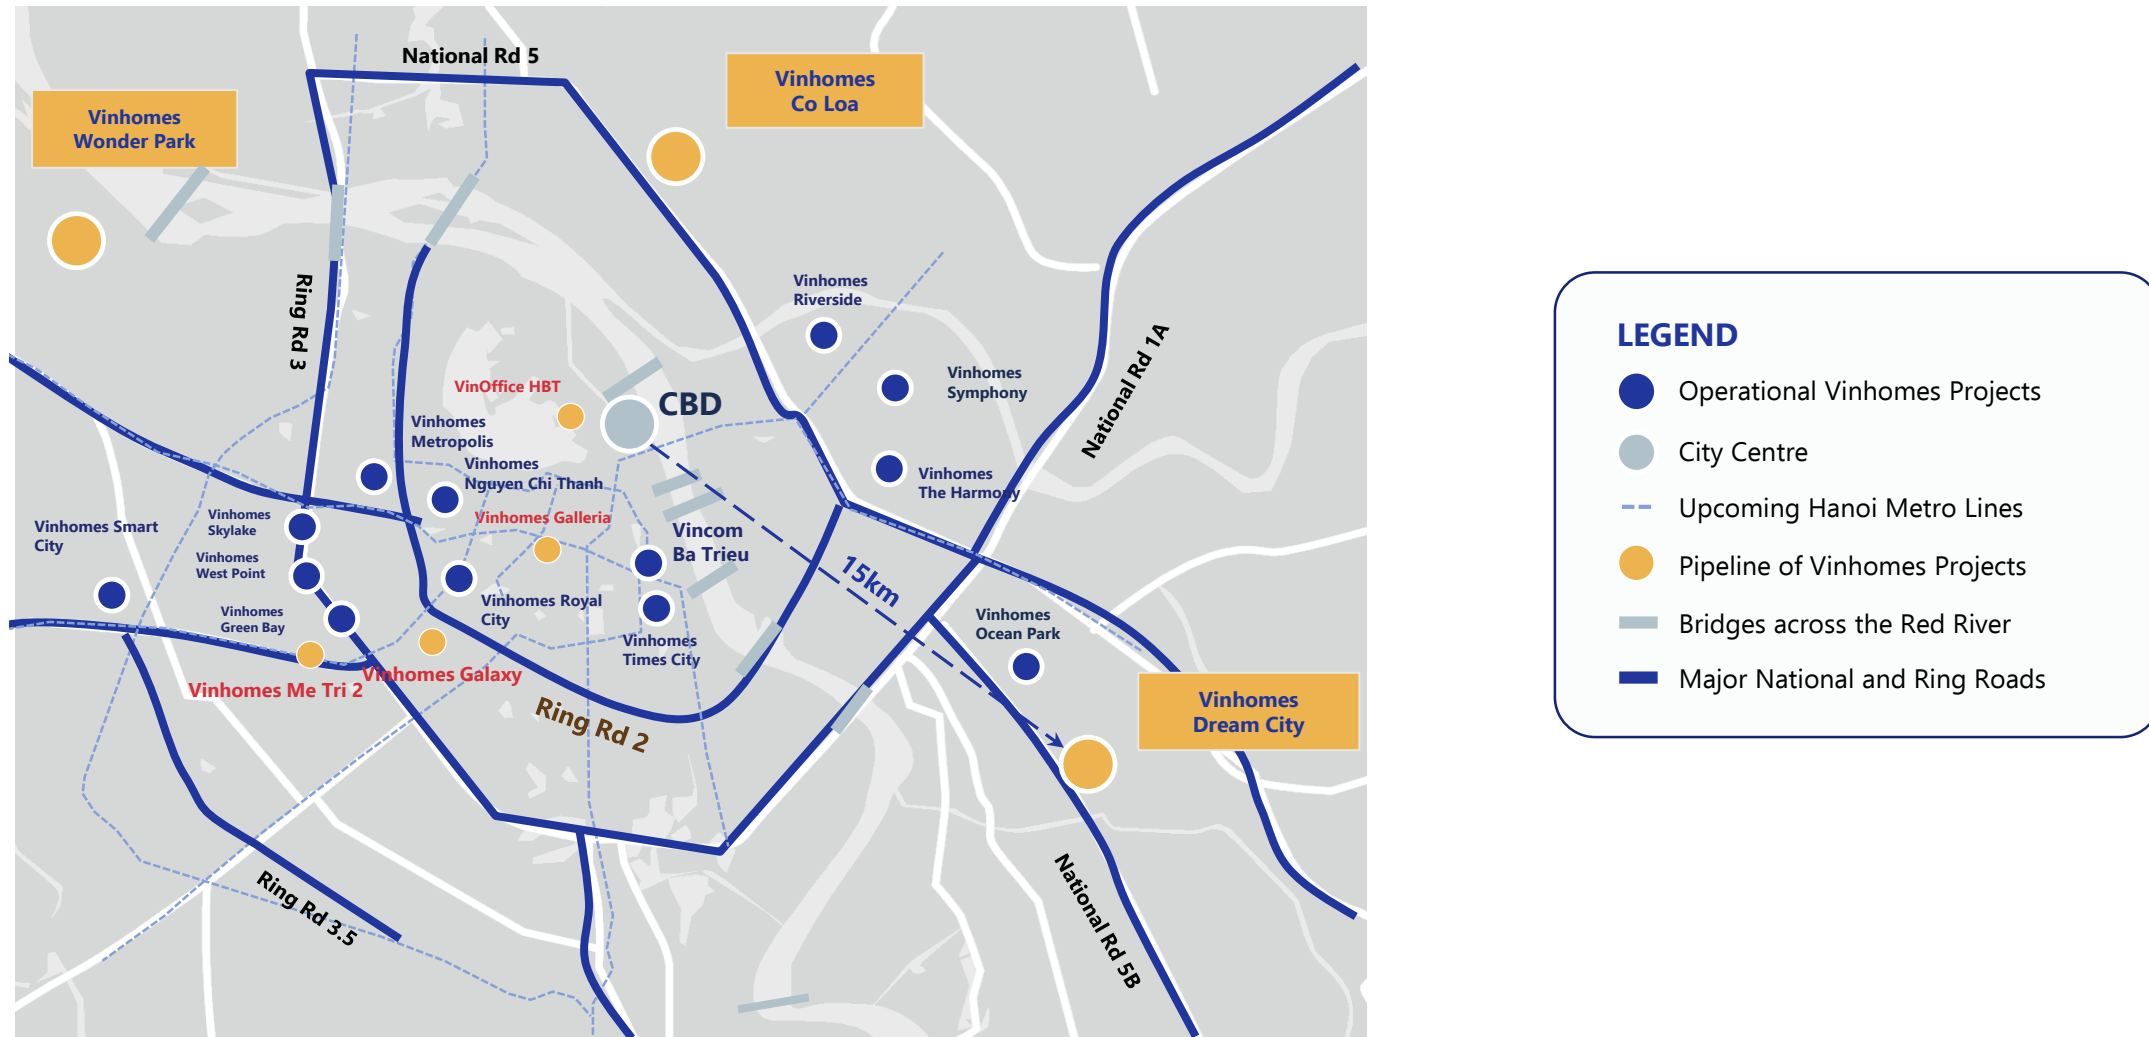 National Rd 5
Vinhomes
Co Loa
Vinhomes
Wonder Park
Ring Rd 3
Vinhomes
Riverside
National Rd 1A
Vinhomes
Symphony
VinOffice HBT
CBD
Vinhomes
Metropolis
Vinhomes
Nguyen Chi Thanh
Vinhomes
The Harmony
Vinhomes Smart
City
Vinhomes
Skylake
Vinhomes Galleria
Vincom
Ba Trieu
Vinhomes
West Point
15km
Vinhomes
Green Bay
Vinhomes Royal
City
Vinhomes
Ocean Park
Vinhomes
Times City
Vinhomes Me Tri 2
Vinhomes Galaxy
Ring Rd 2
Vinhomes
Dream City
Ring Rd 3.5
National Rd 5B
LEGEND
Operational Vinhomes Projects
City Centre
Upcoming Hanoi Metro Lines
Pipeline of Vinhomes Projects
Bridges across the Red River
Major National and Ring Roads